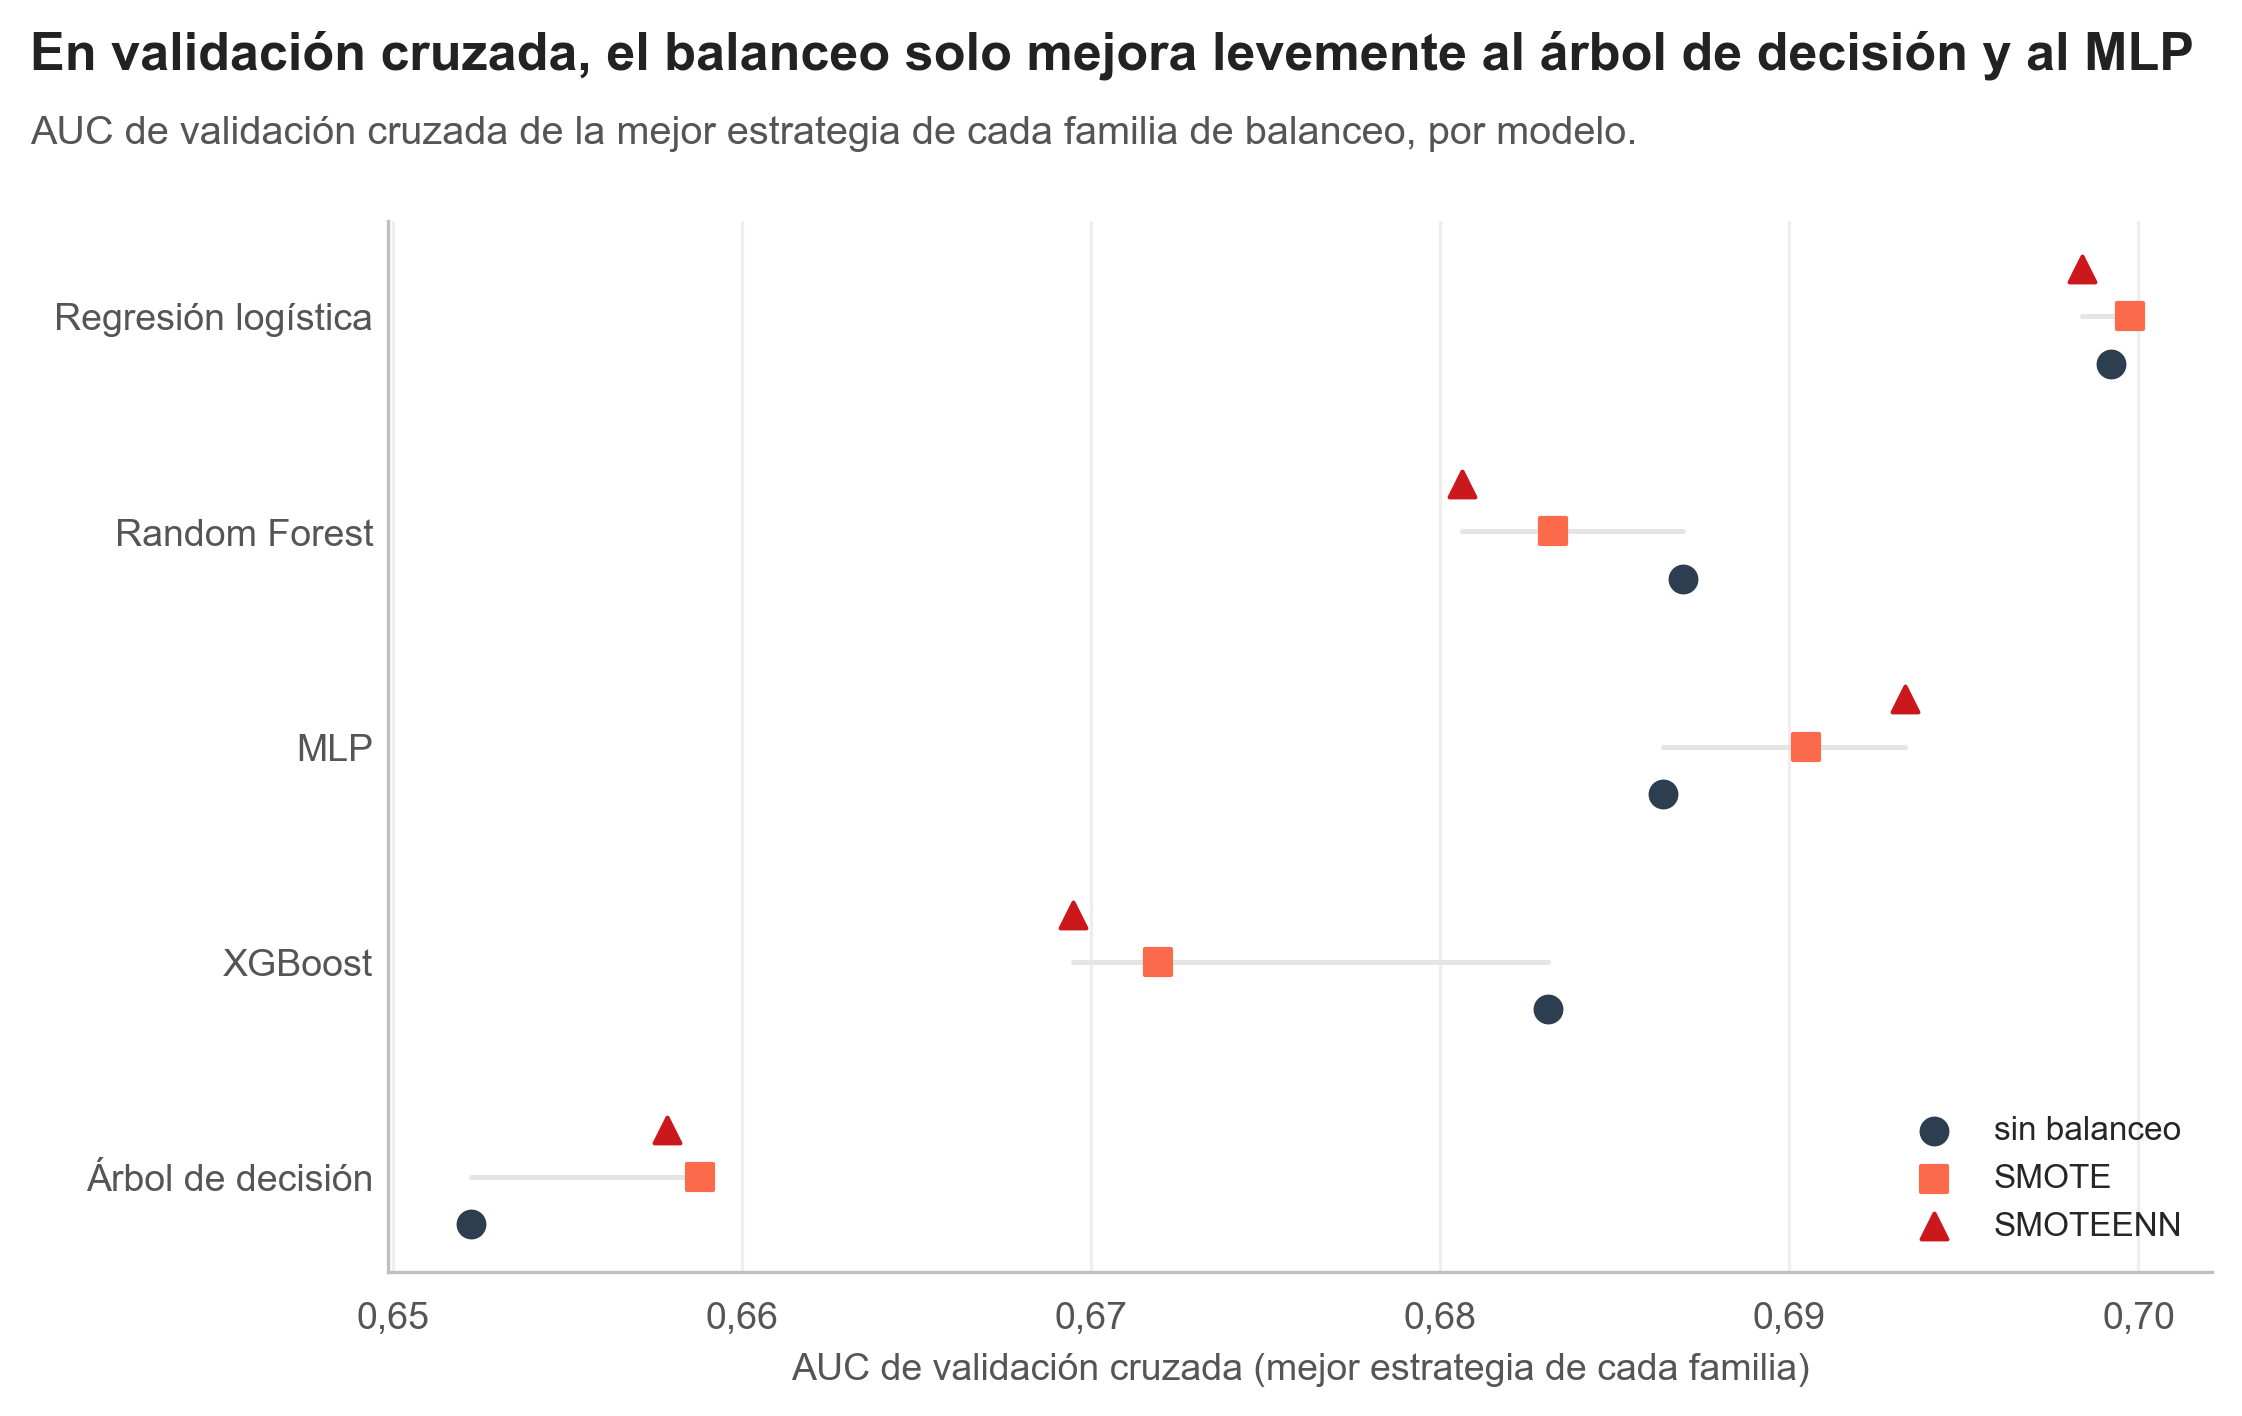 En validación cruzada, el balanceo solo mejora levemente al árbol de decisión y al MLP
AUC de validación cruzada de la mejor estrategia de cada familia de balanceo, por modelo.
Regresión logística
Random Forest
MLP
XGBoost
Árbol de decisión
sin balanceo
SMOTE
SMOTEENN
0,65 0,66 0,67 0,68 0,69 0,70
AUC de validación cruzada (mejor estrategia de cada familia)